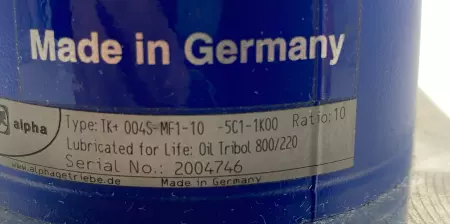 Made in Germany
alpha
Type: TK+ 004S-MF1-10 -5C1-1K00 Ratio: 10
Lubricated for Life: Oil Tribol 800/220
Serial No.: 2004746
www.alphagetriebe.de Made in Germany